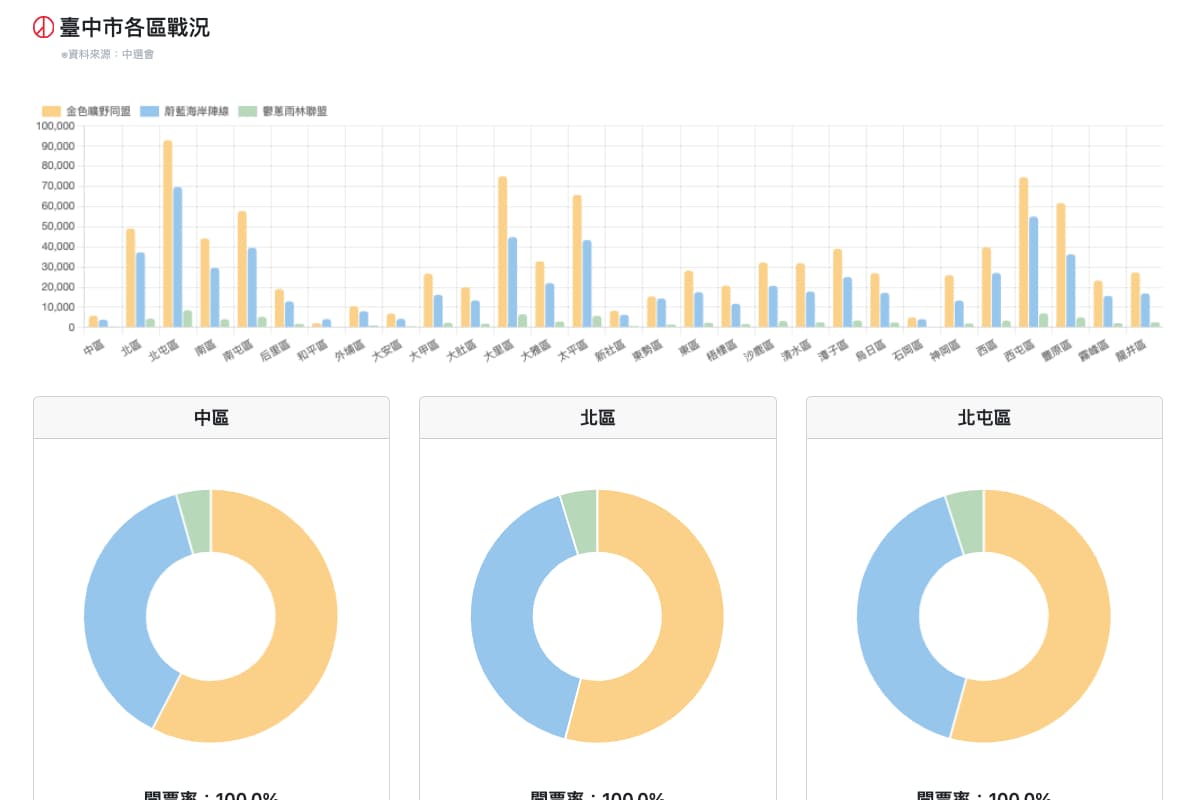 臺中市各區戰況
※資料來源：中選會
金色曠野同盟 蔚藍海岸陣線 鬱蔥雨林聯盟
100,000
90,000
80,000
70,000
60,000
50,000
40,000
30,000
20,000
10,000
0
中區 北區 北屯區 南區 南屯區 后里區 和平區 外埔區 大安區 大甲區 大肚區 大里區 大雅區 太平區 新社區 東勢區 東區 梧棲區 沙鹿區 清水區 潭子區 烏日區 石岡區 神岡區 西區 西屯區 豐原區 霧峰區 龍井區
中區 北區 北屯區
開票率：100.0% 開票率：100.0% 開票率：100.0%